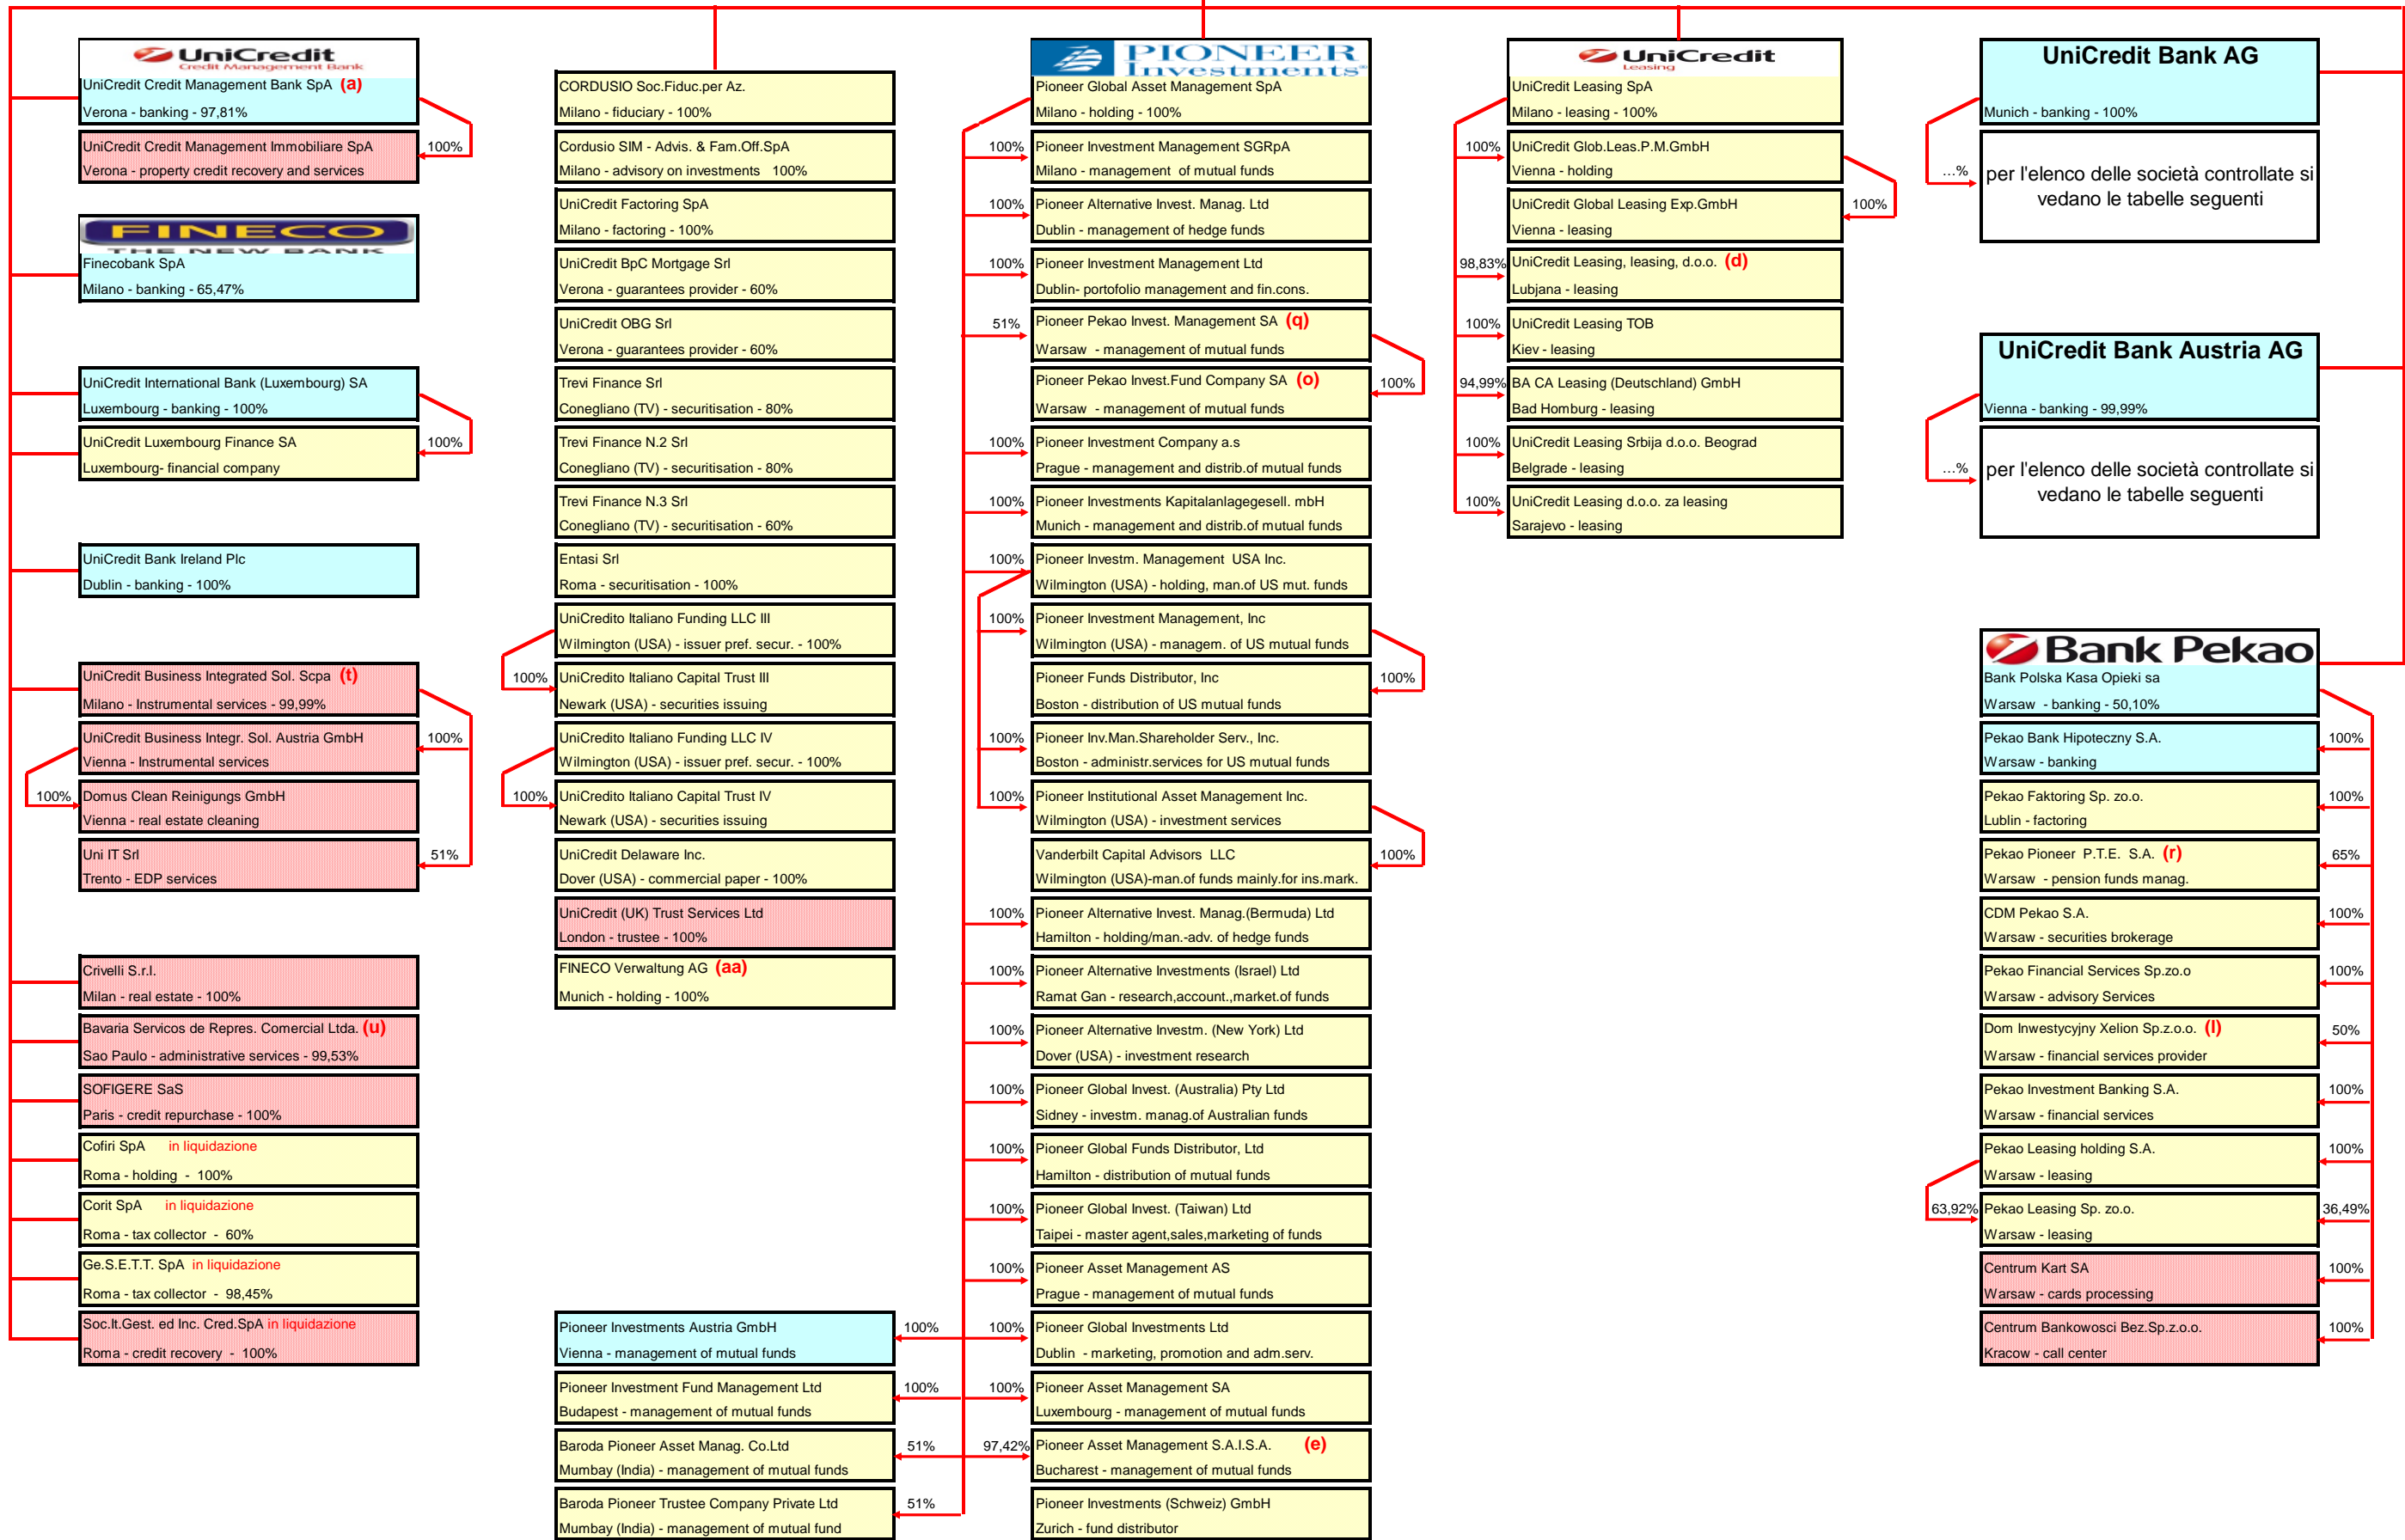 UniCredit
Credit Management Bank
UniCredit Credit Management Bank SpA (a)
Verona - banking - 97,81%
UniCredit Credit Management Immobiliare SpA
100%
Verona - property credit recovery and services
FINECO
THE NEW BANK
Finecobank SpA
Milano - banking - 65,47%
UniCredit International Bank (Luxembourg) SA
Luxembourg - banking - 100%
UniCredit Luxembourg Finance SA
100%
Luxembourg- financial company
UniCredit Bank Ireland Plc
Dublin - banking - 100%
UniCredit Business Integrated Sol. Scpa (t)
Milano - Instrumental services - 99,99%
UniCredit Business Integr. Sol. Austria GmbH
100%
Vienna - Instrumental services
100%
Domus Clean Reinigungs GmbH
Vienna - real estate cleaning
Uni IT Srl
51%
Trento - EDP services
Crivelli S.r.l.
Milan - real estate - 100%
Bavaria Servicos de Repres. Comercial Ltda. (u)
Sao Paulo - administrative services - 99,53%
SOFIGERE SaS
Paris - credit repurchase - 100%
Cofiri SpA in liquidazione
Roma - holding - 100%
Corit SpA in liquidazione
Roma - tax collector - 60%
Ge.S.E.T.T. SpA in liquidazione
Roma - tax collector - 98,45%
Soc.It.Gest. ed Inc. Cred.SpA in liquidazione
Roma - credit recovery - 100%
CORDUSIO Soc.Fiduc.per Az.
Milano - fiduciary - 100%
Cordusio SIM - Advis. & Fam.Off.SpA
Milano - advisory on investments 100%
UniCredit Factoring SpA
Milano - factoring - 100%
UniCredit BpC Mortgage Srl
Verona - guarantees provider - 60%
UniCredit OBG Srl
Verona - guarantees provider - 60%
Trevi Finance Srl
Conegliano (TV) - securitisation - 80%
Trevi Finance N.2 Srl
Conegliano (TV) - securitisation - 80%
Trevi Finance N.3 Srl
Conegliano (TV) - securitisation - 60%
Entasi Srl
Roma - securitisation - 100%
UniCredito Italiano Funding LLC III
Wilmington (USA) - issuer pref. secur. - 100%
100%
UniCredito Italiano Capital Trust III
Newark (USA) - securities issuing
UniCredito Italiano Funding LLC IV
Wilmington (USA) - issuer pref. secur. - 100%
100%
UniCredito Italiano Capital Trust IV
Newark (USA) - securities issuing
UniCredit Delaware Inc.
Dover (USA) - commercial paper - 100%
UniCredit (UK) Trust Services Ltd
London - trustee - 100%
FINECO Verwaltung AG (aa)
Munich - holding - 100%
Pioneer Investments Austria GmbH
100%
Vienna - management of mutual funds
Pioneer Investment Fund Management Ltd
100%
Budapest - management of mutual funds
Baroda Pioneer Asset Manag. Co.Ltd
51%
Mumbay (India) - management of mutual funds
Baroda Pioneer Trustee Company Private Ltd
51%
Mumbay (India) - management of mutual fund
PIONEER
Investments®
Pioneer Global Asset Management SpA
Milano - holding - 100%
100%
Pioneer Investment Management SGRpA
Milano - management of mutual funds
100%
Pioneer Alternative Invest. Manag. Ltd
Dublin - management of hedge funds
100%
Pioneer Investment Management Ltd
Dublin- portofolio management and fin.cons.
51%
Pioneer Pekao Invest. Management SA (q)
Warsaw - management of mutual funds
Pioneer Pekao Invest.Fund Company SA (o)
100%
Warsaw - management of mutual funds
100%
Pioneer Investment Company a.s
Prague - management and distrib.of mutual funds
100%
Pioneer Investments Kapitalanlagegesell. mbH
Munich - management and distrib.of mutual funds
100%
Pioneer Investm. Management USA Inc.
Wilmington (USA) - holding, man.of US mut. funds
100%
Pioneer Investment Management, Inc
Wilmington (USA) - managem. of US mutual funds
Pioneer Funds Distributor, Inc
100%
Boston - distribution of US mutual funds
100%
Pioneer Inv.Man.Shareholder Serv., Inc.
Boston - administr.services for US mutual funds
100%
Pioneer Institutional Asset Management Inc.
Wilmington (USA) - investment services
Vanderbilt Capital Advisors LLC
100%
Wilmington (USA)-man.of funds mainly.for ins.mark.
100%
Pioneer Alternative Invest. Manag.(Bermuda) Ltd
Hamilton - holding/man.-adv. of hedge funds
100%
Pioneer Alternative Investments (Israel) Ltd
Ramat Gan - research,account.,market.of funds
100%
Pioneer Alternative Investm. (New York) Ltd
Dover (USA) - investment research
100%
Pioneer Global Invest. (Australia) Pty Ltd
Sidney - investm. manag.of Australian funds
100%
Pioneer Global Funds Distributor, Ltd
Hamilton - distribution of mutual funds
100%
Pioneer Global Invest. (Taiwan) Ltd
Taipei - master agent,sales,marketing of funds
100%
Pioneer Asset Management AS
Prague - management of mutual funds
100%
Pioneer Global Investments Ltd
Dublin - marketing, promotion and adm.serv.
100%
Pioneer Asset Management SA
Luxembourg - management of mutual funds
97,42%
Pioneer Asset Management S.A.I.S.A. (e)
Bucharest - management of mutual funds
Pioneer Investments (Schweiz) GmbH
Zurich - fund distributor
UniCredit
Leasing
UniCredit Leasing SpA
Milano - leasing - 100%
100%
UniCredit Glob.Leas.P.M.GmbH
Vienna - holding
UniCredit Global Leasing Exp.GmbH
100%
Vienna - leasing
98,83%
UniCredit Leasing, leasing, d.o.o. (d)
Lubjana - leasing
100%
UniCredit Leasing TOB
Kiev - leasing
94,99%
BA CA Leasing (Deutschland) GmbH
Bad Homburg - leasing
100%
UniCredit Leasing Srbija d.o.o. Beograd
Belgrade - leasing
100%
UniCredit Leasing d.o.o. za leasing
Sarajevo - leasing
UniCredit Bank AG
Munich - banking - 100%
...%
per l'elenco delle società controllate si
vedano le tabelle seguenti
UniCredit Bank Austria AG
Vienna - banking - 99,99%
...%
per l'elenco delle società controllate si
vedano le tabelle seguenti
Bank Pekao
Bank Polska Kasa Opieki sa
Warsaw - banking - 50,10%
Pekao Bank Hipoteczny S.A.
100%
Warsaw - banking
Pekao Faktoring Sp. zo.o.
100%
Lublin - factoring
Pekao Pioneer P.T.E. S.A. (r)
65%
Warsaw - pension funds manag.
CDM Pekao S.A.
100%
Warsaw - securities brokerage
Pekao Financial Services Sp.zo.o
100%
Warsaw - advisory Services
Dom Inwestycyjny Xelion Sp.z.o.o. (l)
50%
Warsaw - financial services provider
Pekao Investment Banking S.A.
100%
Warsaw - financial services
Pekao Leasing holding S.A.
100%
Warsaw - leasing
63,92%
Pekao Leasing Sp. zo.o.
36,49%
Warsaw - leasing
Centrum Kart SA
100%
Warsaw - cards processing
Centrum Bankowosci Bez.Sp.z.o.o.
100%
Kracow - call center